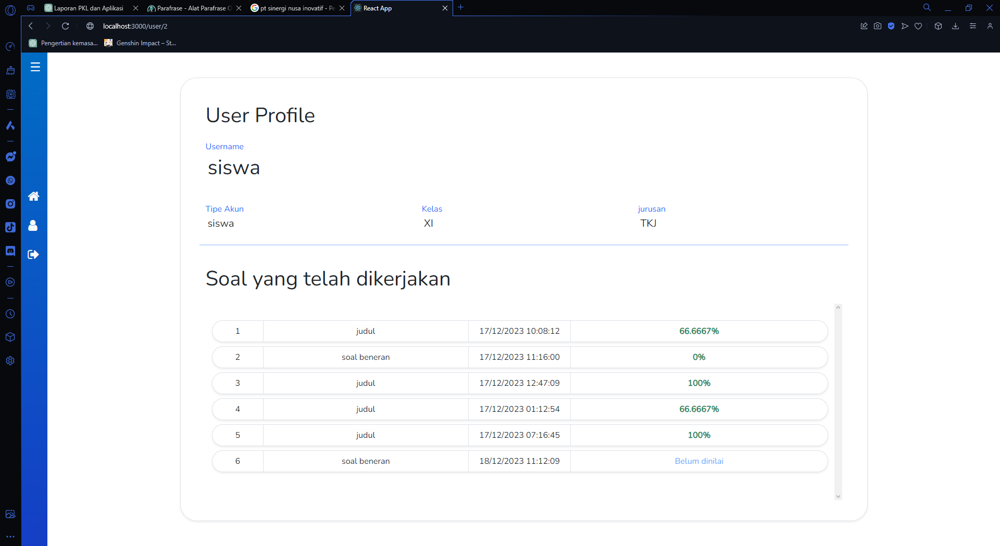 Laporan PKL dan Aplikasi
Parafrase - Alat Parafrase
pt sinergi nusa inovatif -
React App
localhost:3000/user/2
Pengertian kemasa...
Genshin Impact – St...
User Profile
Username
siswa
Tipe Akun Kelas jurusan
siswa XI TKJ
Soal yang telah dikerjakan
1 judul 17/12/2023 10:08:12 66.6667%
2 soal beneran 17/12/2023 11:16:00 0%
3 judul 17/12/2023 12:47:09 100%
4 judul 17/12/2023 01:12:54 66.6667%
5 judul 17/12/2023 07:16:45 100%
6 soal beneran 18/12/2023 11:12:09 Belum dinilai